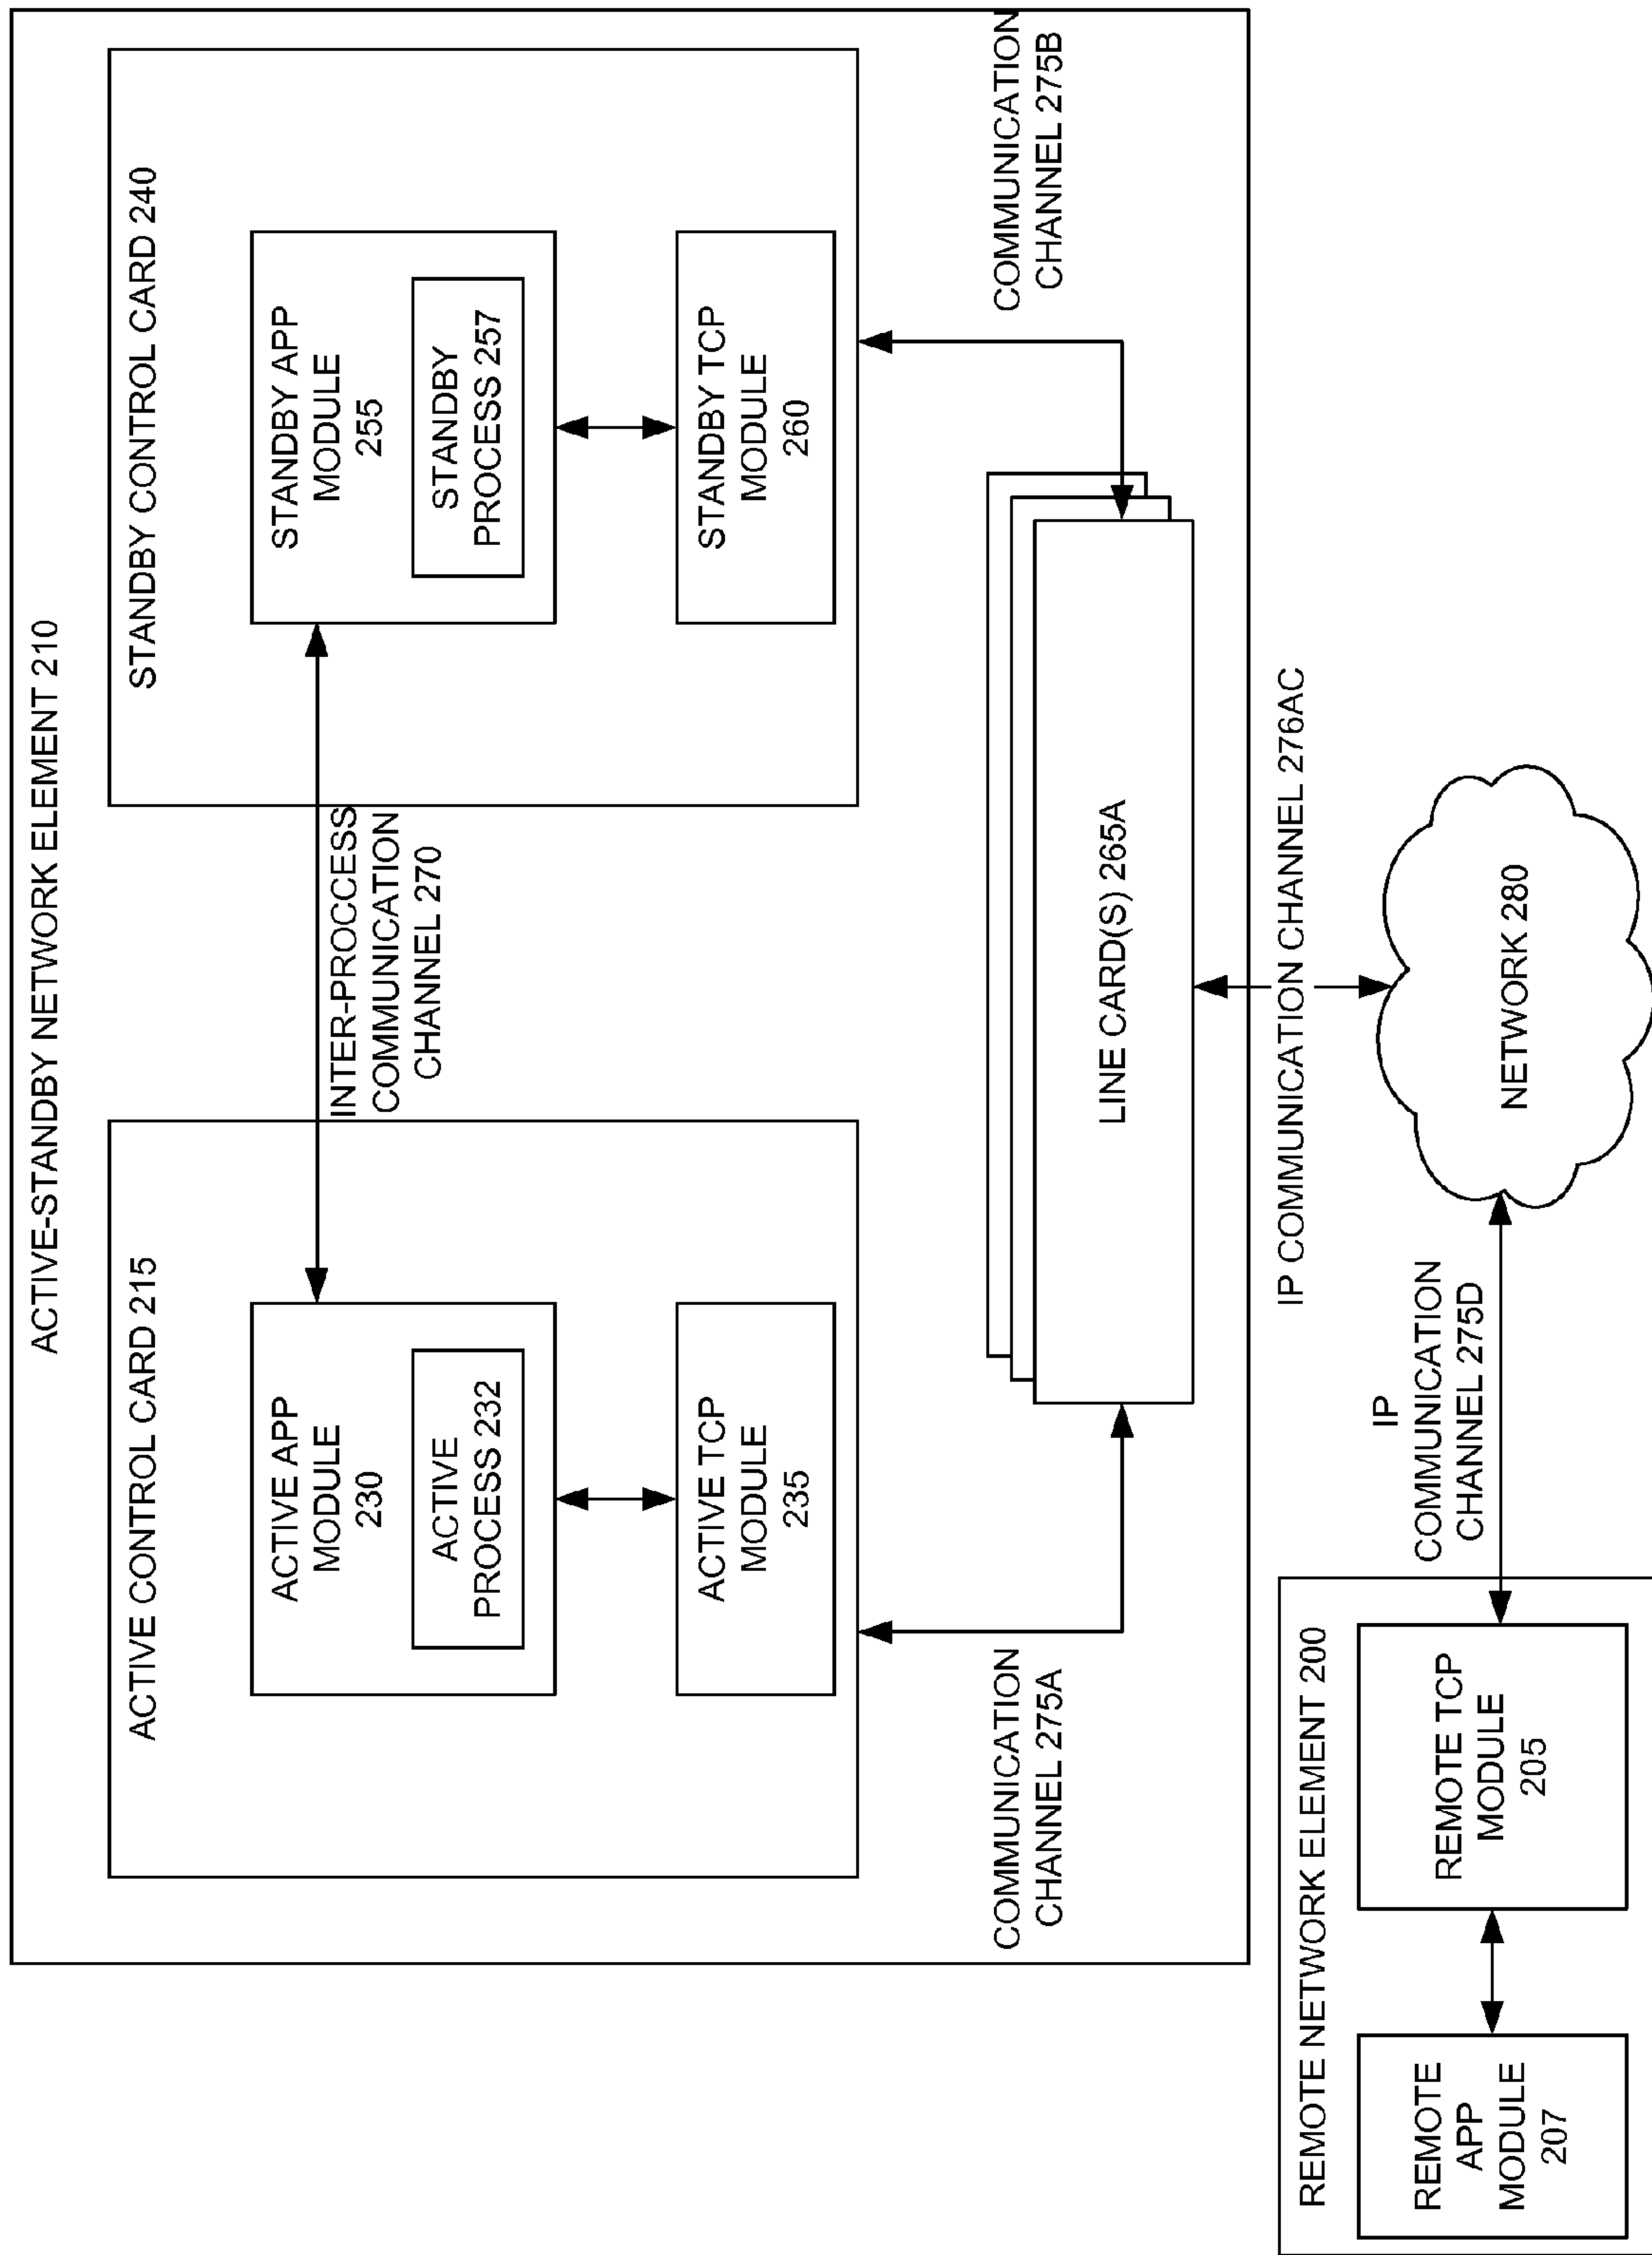 ACTIVE-STANDBY NETWORK ELEMENT 210
ACTIVE CONTROL CARD 215
ACTIVE APP
MODULE
230
ACTIVE
PROCESS 232
ACTIVE TCP
MODULE
235
INTER-PROCCESS
COMMUNICATION
CHANNEL 270
STANDBY CONTROL CARD 240
STANDBY APP
MODULE
255
STANDBY
PROCESS 257
STANDBY TCP
MODULE
260
COMMUNICATION
CHANNEL 275A
COMMUNICATION
CHANNEL 275B
LINE CARD(S) 265A
IP COMMUNICATION CHANNEL 276AC
REMOTE NETWORK ELEMENT 200
REMOTE
APP
MODULE
207
REMOTE TCP
MODULE
205
IP
COMMUNICATION
CHANNEL 275D
NETWORK 280